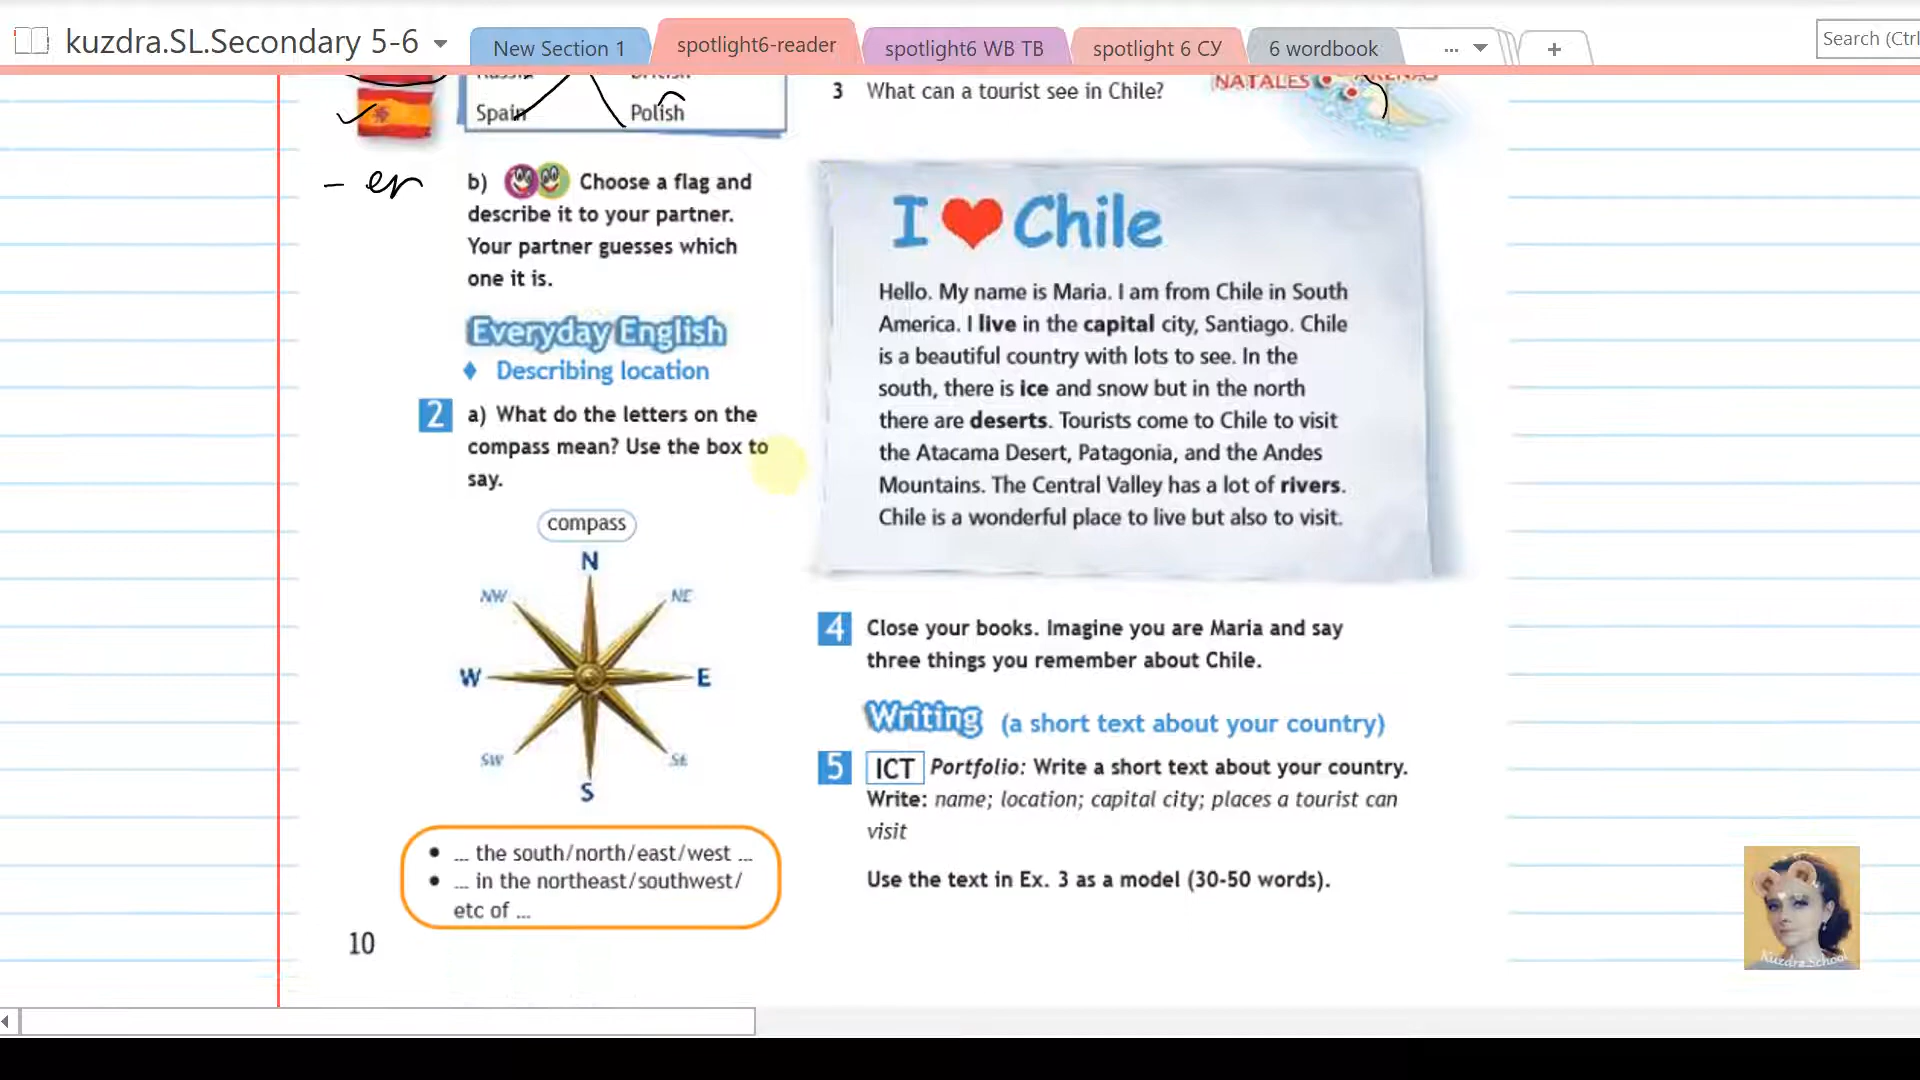 kuzdra.SL.Secondary 5-6
New Section 1
spotlight6-reader
spotlight6 WB TB
spotlight 6 СУ
6 wordbook
...
+
Search (Ctrl
Spain
Polish
- er
b) Choose a flag and
describe it to your partner.
Your partner guesses which
one it is.
Everyday English
♦ Describing location
2 a) What do the letters on the
compass mean? Use the box to
say.
compass
N
NW NE
W E
SW SE
S
• ... the south/north/east/west ...
• ... in the northeast/southwest/
etc of ...
10
3 What can a tourist see in Chile?
NATALES
I ❤ Chile
Hello. My name is Maria. I am from Chile in South
America. I live in the capital city, Santiago. Chile
is a beautiful country with lots to see. In the
south, there is ice and snow but in the north
there are deserts. Tourists come to Chile to visit
the Atacama Desert, Patagonia, and the Andes
Mountains. The Central Valley has a lot of rivers.
Chile is a wonderful place to live but also to visit.
4 Close your books. Imagine you are Maria and say
three things you remember about Chile.
Writing (a short text about your country)
5 ICT Portfolio: Write a short text about your country.
Write: name; location; capital city; places a tourist can
visit
Use the text in Ex. 3 as a model (30-50 words).
Kuzdra School